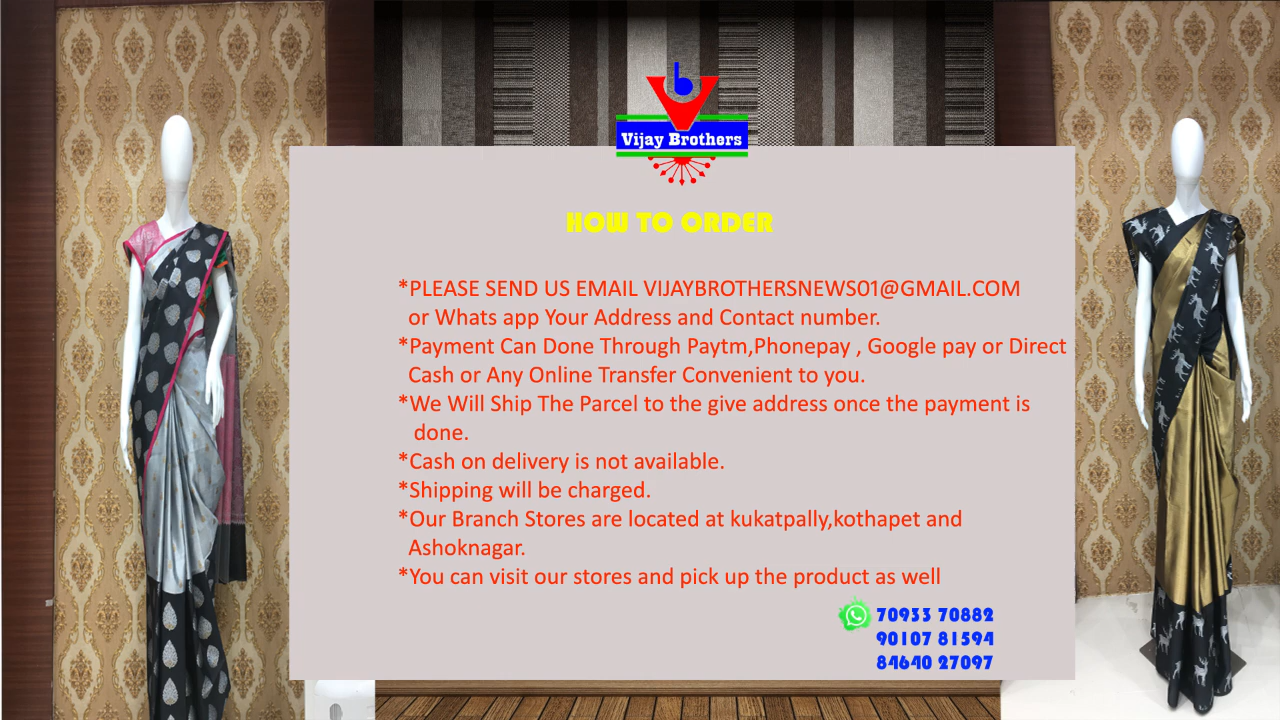 Vijay Brothers
HOW TO ORDER
*PLEASE SEND US EMAIL VIJAYBROTHERSNEWS01@GMAIL.COM
or Whats app Your Address and Contact number.
*Payment Can Done Through Paytm,Phonepay , Google pay or Direct
Cash or Any Online Transfer Convenient to you.
*We Will Ship The Parcel to the give address once the payment is
done.
*Cash on delivery is not available.
*Shipping will be charged.
*Our Branch Stores are located at kukatpally,kothapet and
Ashoknagar.
*You can visit our stores and pick up the product as well
70933 70882
90107 81594
84640 27097